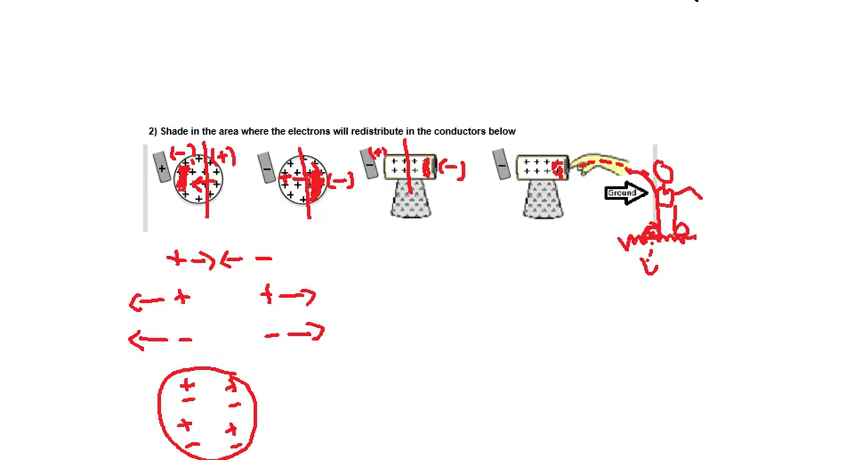 2) Shade in the area where the electrons will redistribute in the conductors below
+ (-) (+) - + (-) (+) - (-) - Ground
+ + + + + + + +
+ → ← -
← + + →
← - - →
+ +
- -
+ +
- -